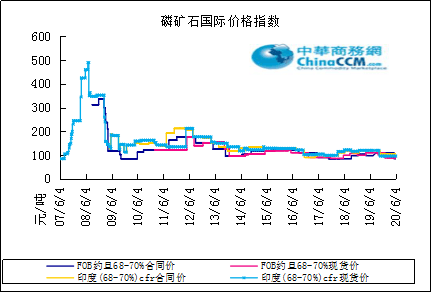 磷矿石国际价格指数
中華商務網
ChinaCCM.com
China Commodity Marketplace
元/吨
600
500
400
300
200
100
0
07/6/4
08/6/4
09/6/4
10/6/4
11/6/4
12/6/4
13/6/4
14/6/4
15/6/4
16/6/4
17/6/4
18/6/4
19/6/4
20/6/4
FOB约旦68-70%合同价
FOB约旦68-70%现货价
印度(68-70%)cfr合同价
印度(68-70%)cfr现货价